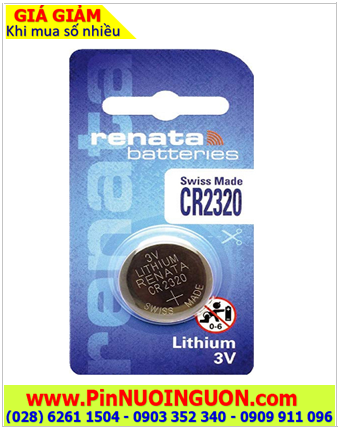 GIÁ GIẢM
Khi mua số nhiều
renata
batteries
renata
Swiss Made
CR2320
3V
LITHIUM
RENATA
CR 2320
+
SWISS MADE
0-6
Lithium
3V
www.PinNUOINGUON.com
(028) 6261 1504 - 0903 352 340 - 0909 911 096